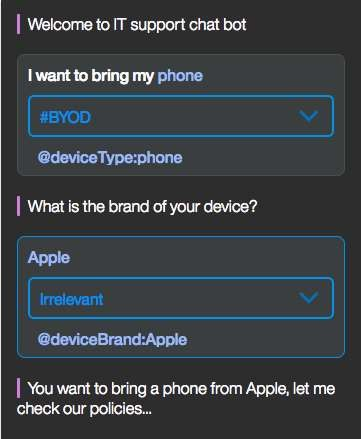 Welcome to IT support chat bot
I want to bring my phone
#BYOD
@deviceType:phone
What is the brand of your device?
Apple
Irrelevant
@deviceBrand:Apple
You want to bring a phone from Apple, let me
check our policies...